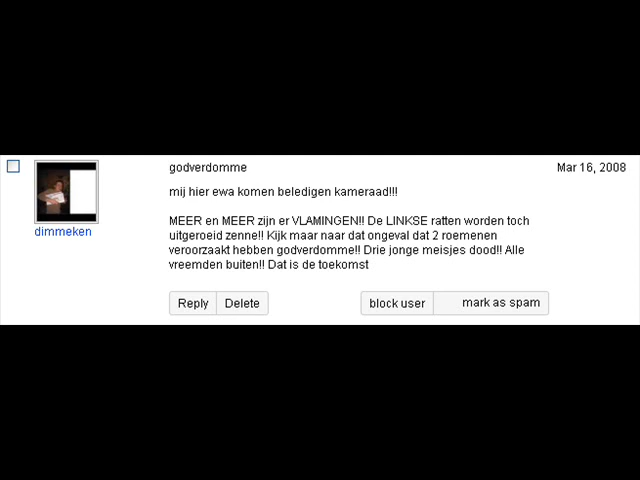 godverdomme Mar 16, 2008
mij hier ewa komen beledigen kameraad!!!
MEER en MEER zijn er VLAMINGEN!! De LINKSE ratten worden toch
uitgeroeid zenne!! Kijk maar naar dat ongeval dat 2 roemenen
veroorzaakt hebben godverdomme!! Drie jonge meisjes dood!! Alle
vreemden buiten!! Dat is de toekomst
dimmeken
Reply Delete block user mark as spam